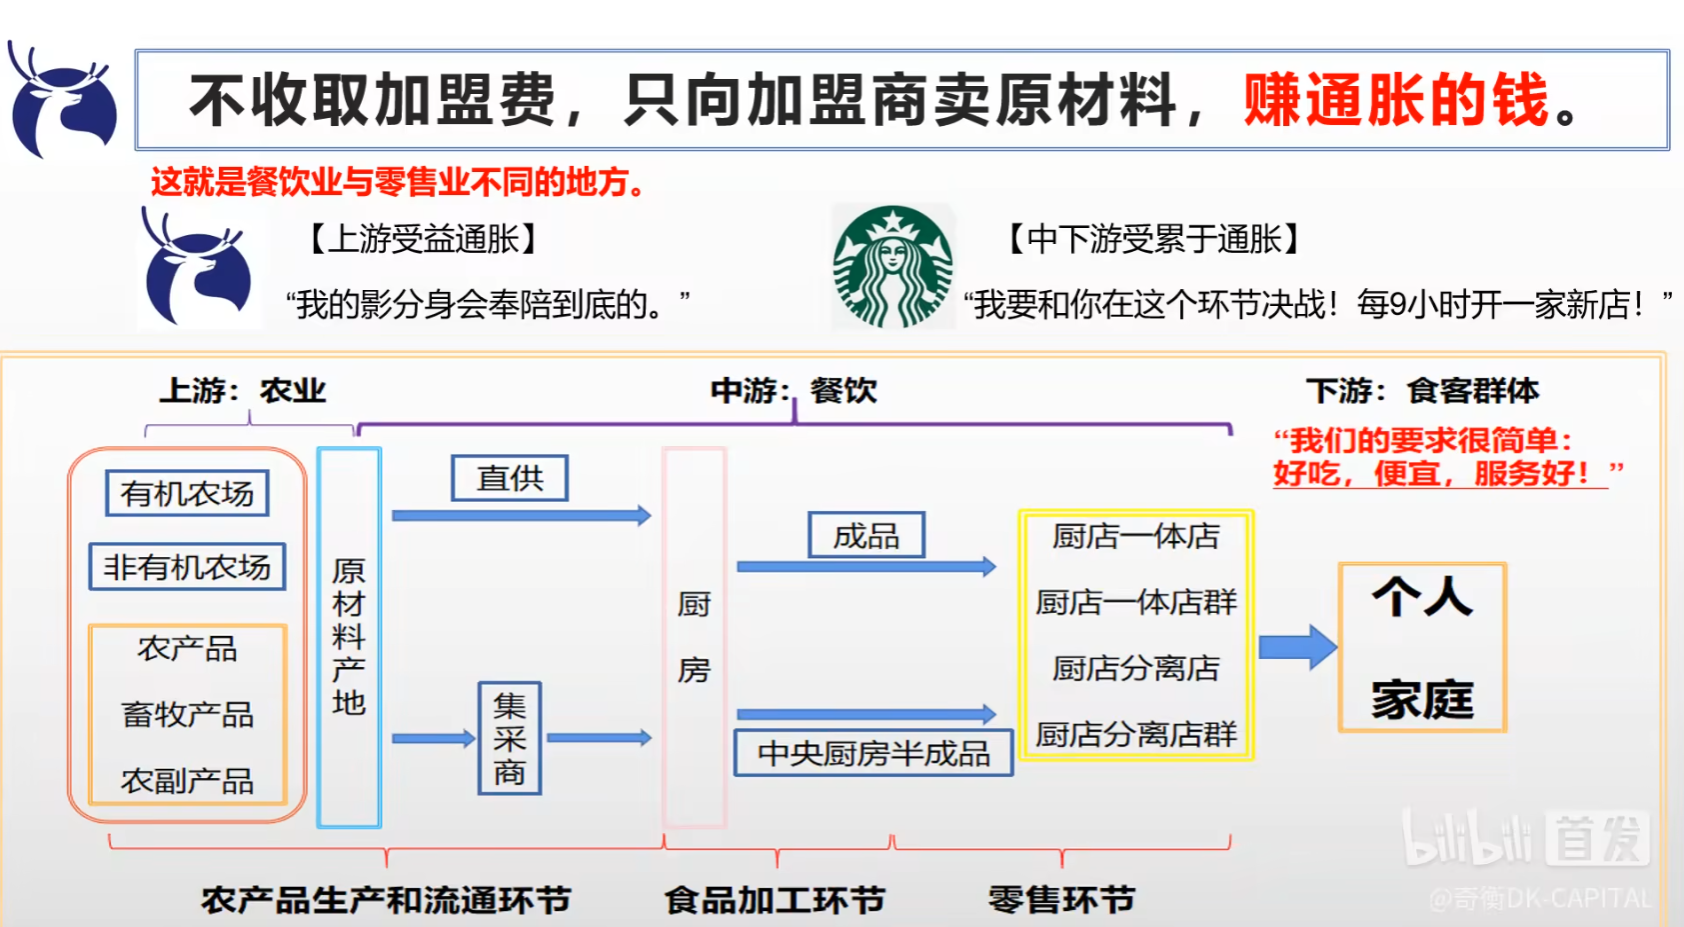 不收取加盟费，只向加盟商卖原材料，赚通胀的钱。
这就是餐饮业与零售业不同的地方。
【上游受益通胀】
“我的影分身会奉陪到底的。”
【中下游受累于通胀】
“我要和你在这个环节决战！每9小时开一家新店！”
上游：农业
中游：餐饮
下游：食客群体
“我们的要求很简单：
好吃，便宜，服务好！”
有机农场
非有机农场
农产品
畜牧产品
农副产品
原材料产地
直供
集采商
厨房
成品
中央厨房半成品
厨店一体店
厨店一体店群
厨店分离店
厨店分离店群
个人
家庭
农产品生产和流通环节
食品加工环节
零售环节
bilibili 首发
@奇衡DK-CAPITAL